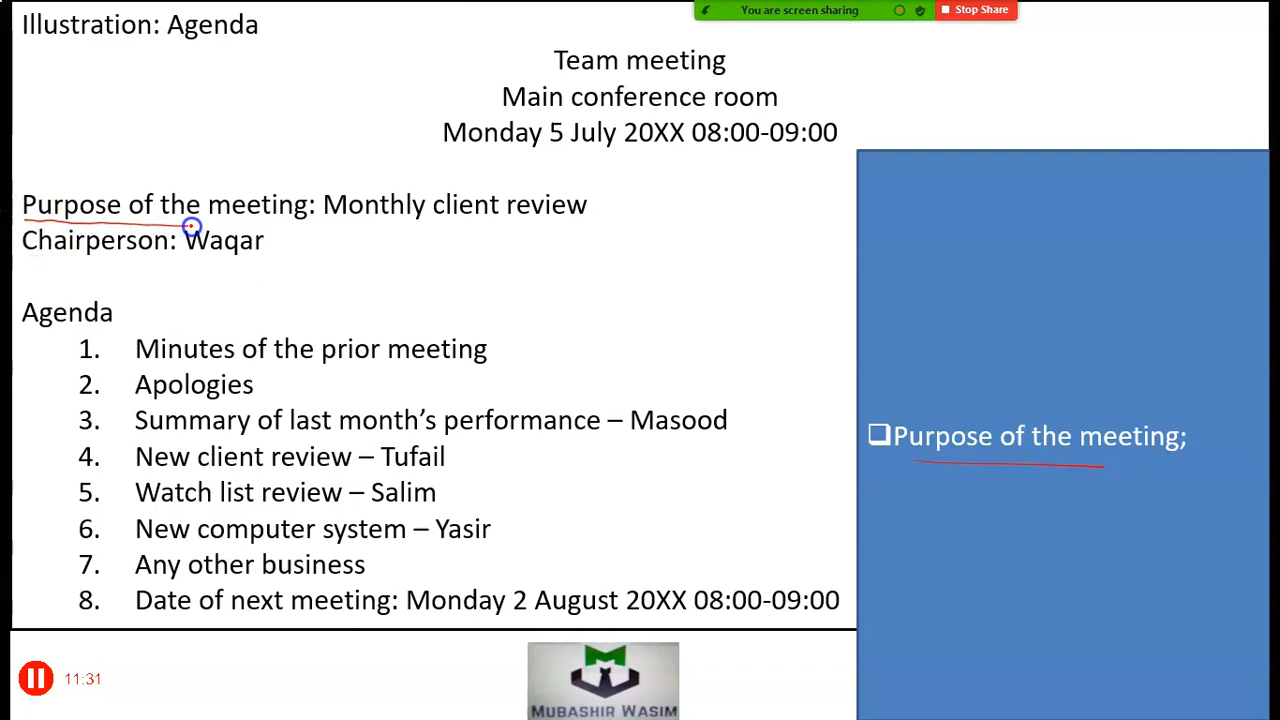 Illustration: Agenda
You are screen sharing
Stop Share
Team meeting
Main conference room
Monday 5 July 20XX 08:00-09:00
Purpose of the meeting: Monthly client review
Chairperson: Waqar
Agenda
1. Minutes of the prior meeting
2. Apologies
3. Summary of last month’s performance – Masood
4. New client review – Tufail
5. Watch list review – Salim
6. New computer system – Yasir
7. Any other business
8. Date of next meeting: Monday 2 August 20XX 08:00-09:00
❑Purpose of the meeting;
11:31
MUBASHIR WASIM